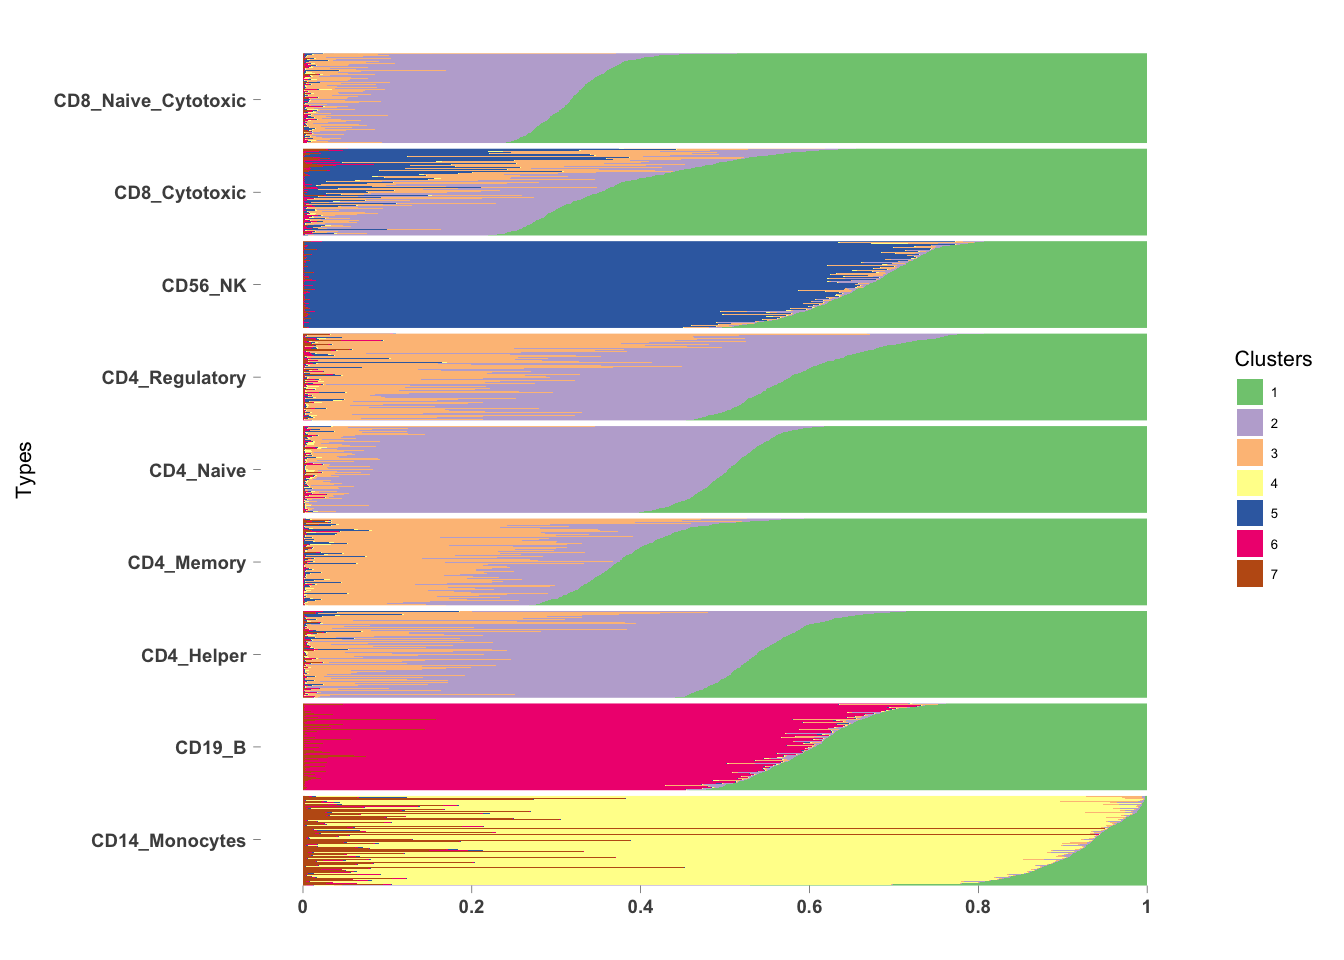 CD8_Naive_Cytotoxic
CD8_Cytotoxic
CD56_NK
CD4_Regulatory
CD4_Naive
CD4_Memory
CD4_Helper
CD19_B
CD14_Monocytes
Types
0 0.2 0.4 0.6 0.8 1
Clusters
1
2
3
4
5
6
7